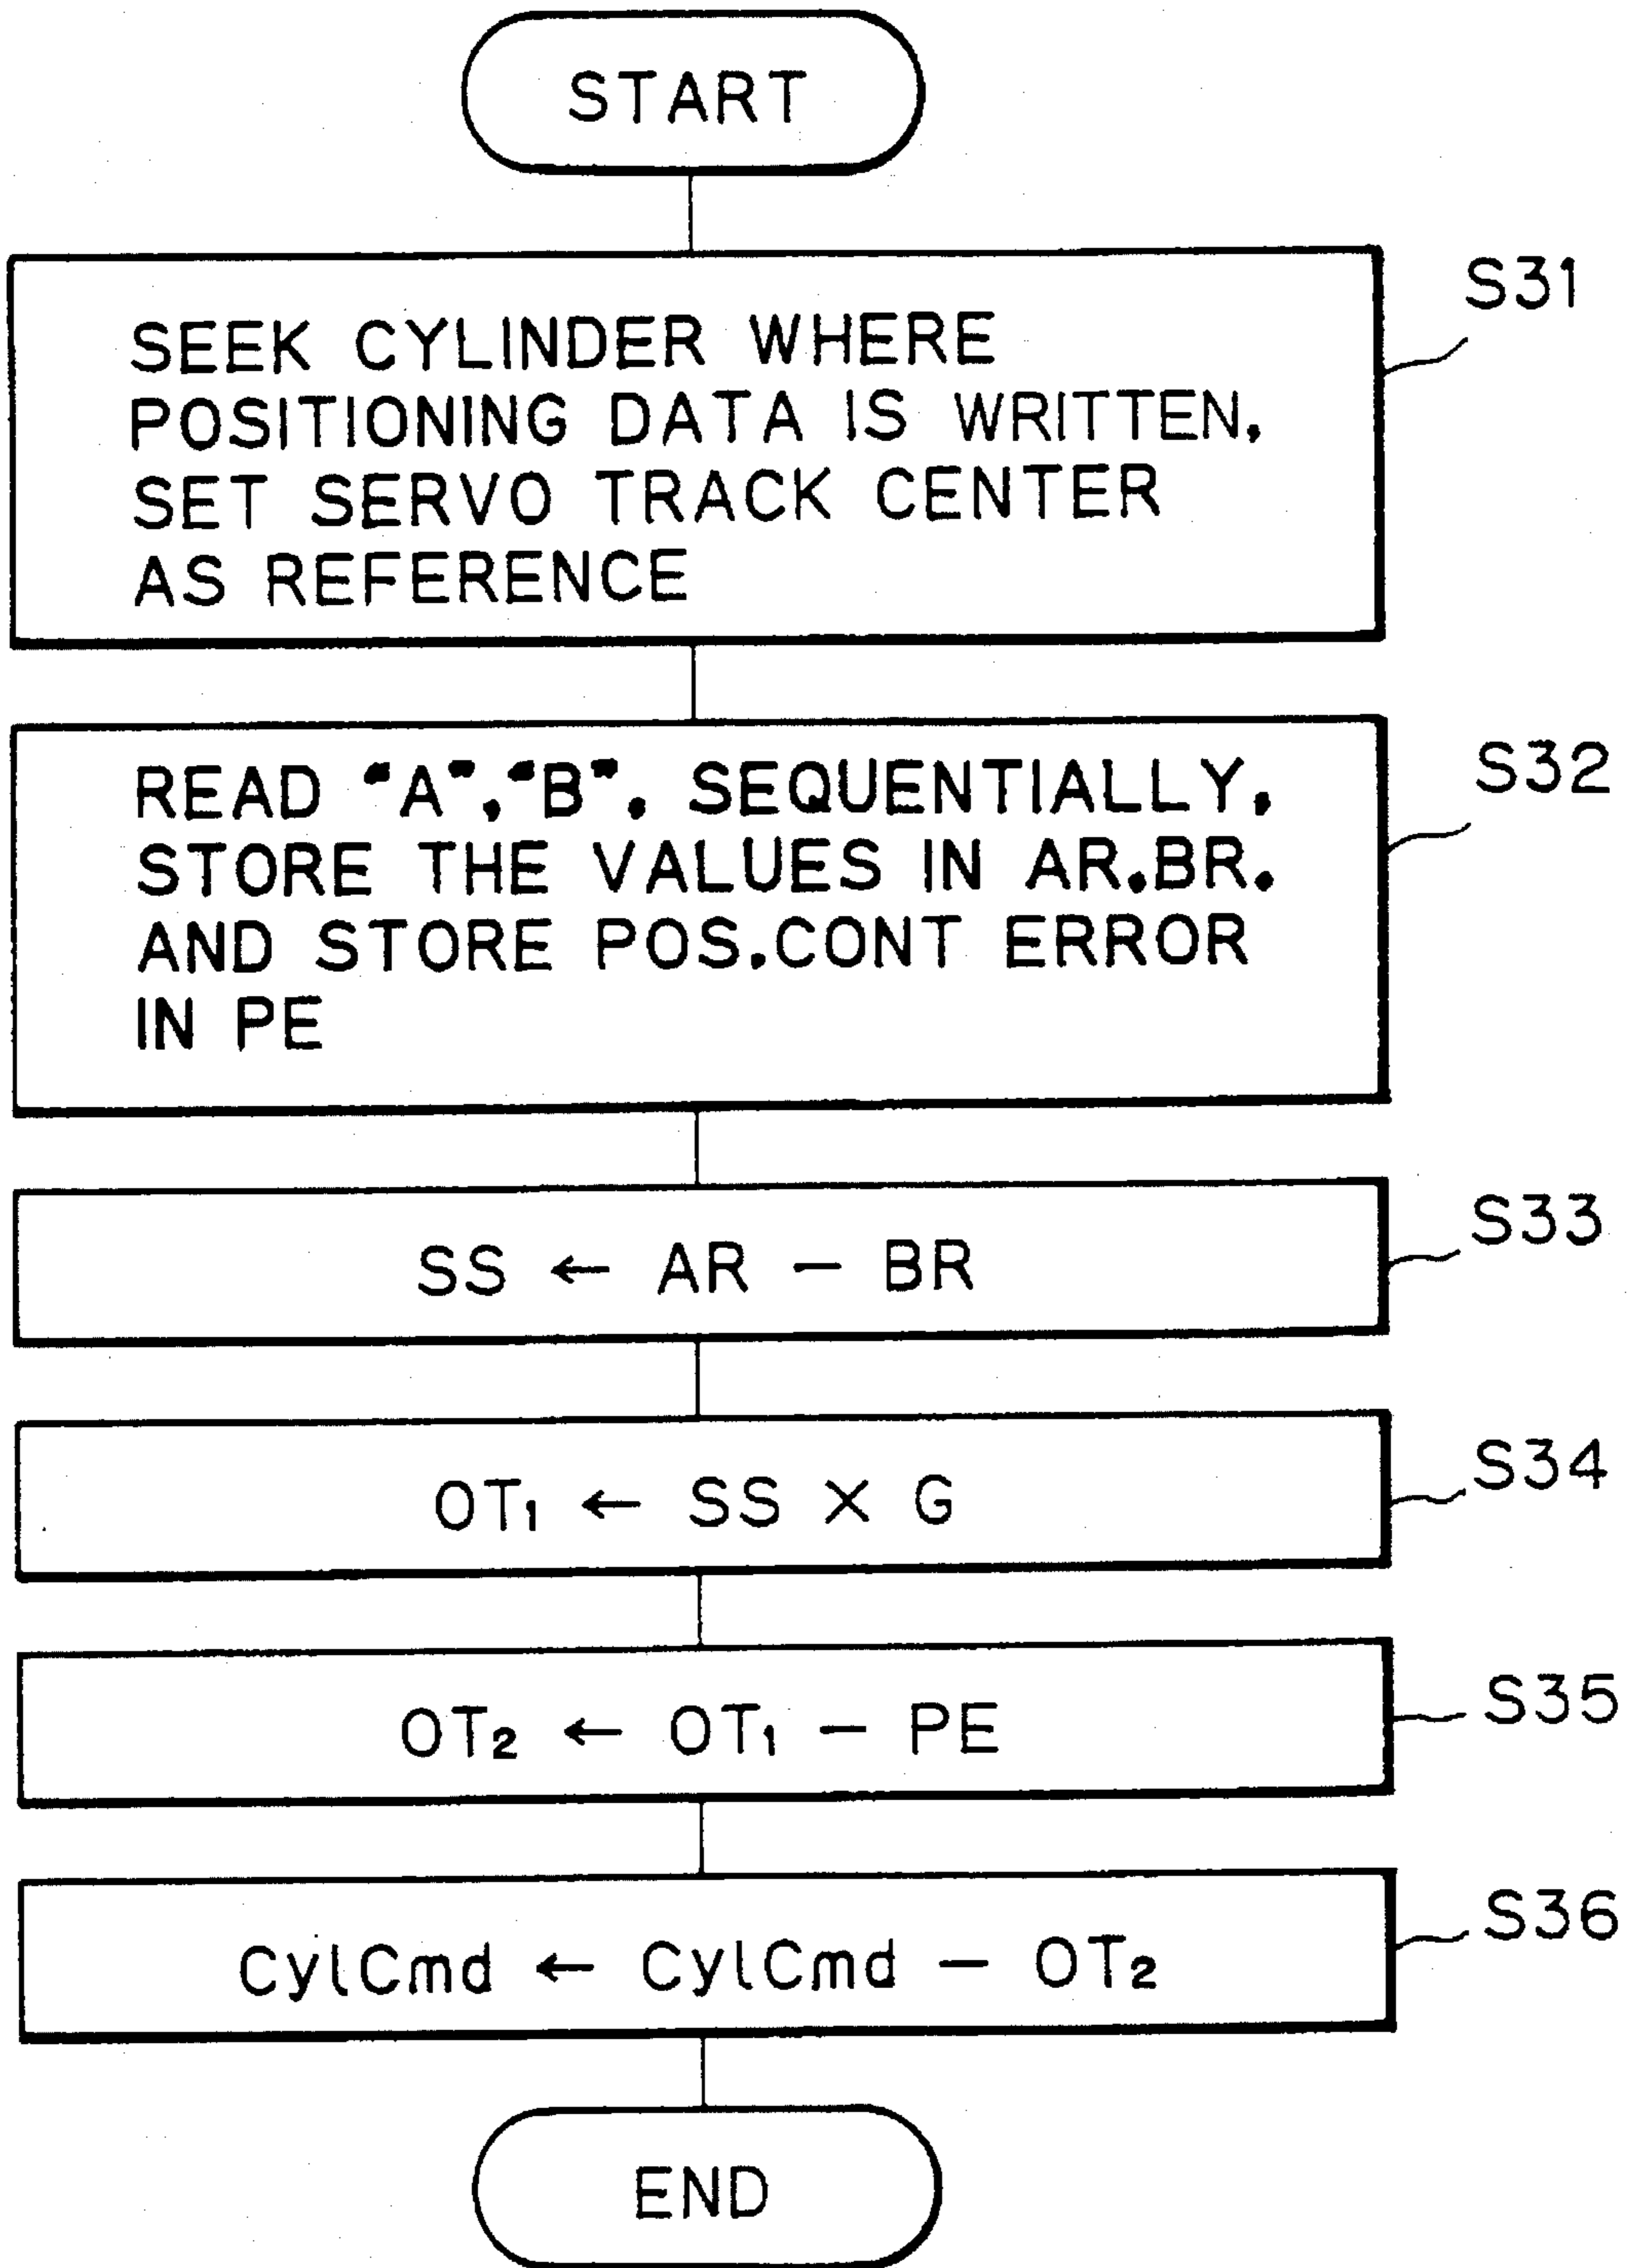 START
S31
SEEK CYLINDER WHERE
POSITIONING DATA IS WRITTEN,
SET SERVO TRACK CENTER
AS REFERENCE
S32
READ "A","B", SEQUENTIALLY,
STORE THE VALUES IN AR.BR.
AND STORE POS.CONT ERROR
IN PE
S33
SS ← AR − BR
S34
OT₁ ← SS × G
S35
OT₂ ← OT₁ − PE
S36
CylCmd ← CylCmd − OT₂
END